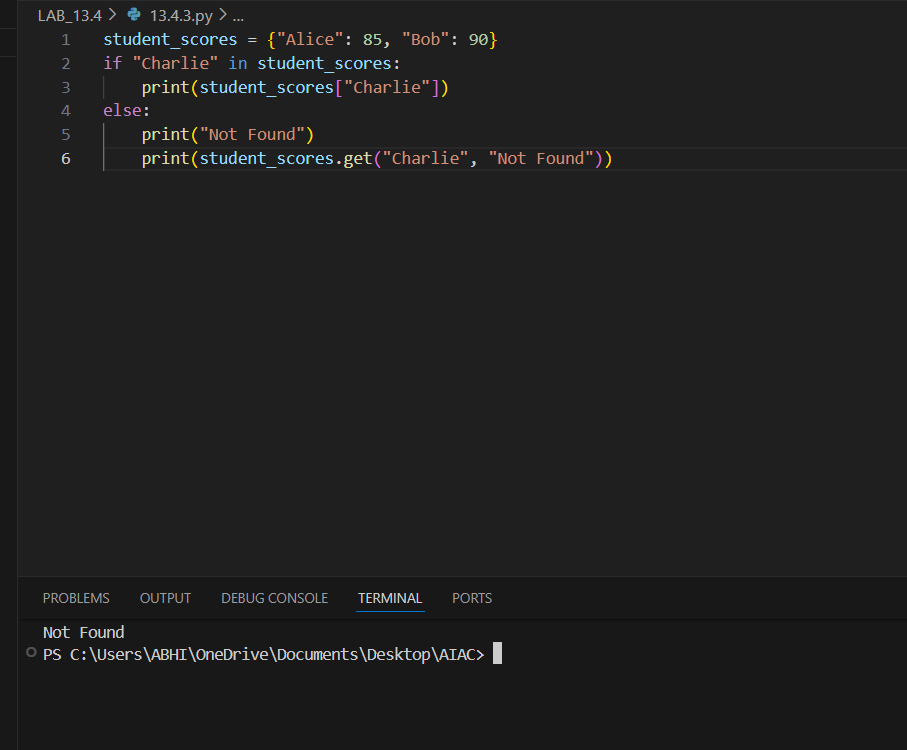 LAB_13.4 > 13.4.3.py > ...
1 student_scores = {"Alice": 85, "Bob": 90}
2 if "Charlie" in student_scores:
3     print(student_scores["Charlie"])
4 else:
5     print("Not Found")
6     print(student_scores.get("Charlie", "Not Found"))
PROBLEMS OUTPUT DEBUG CONSOLE TERMINAL PORTS
Not Found
PS C:\Users\ABHI\OneDrive\Documents\Desktop\AIAC>